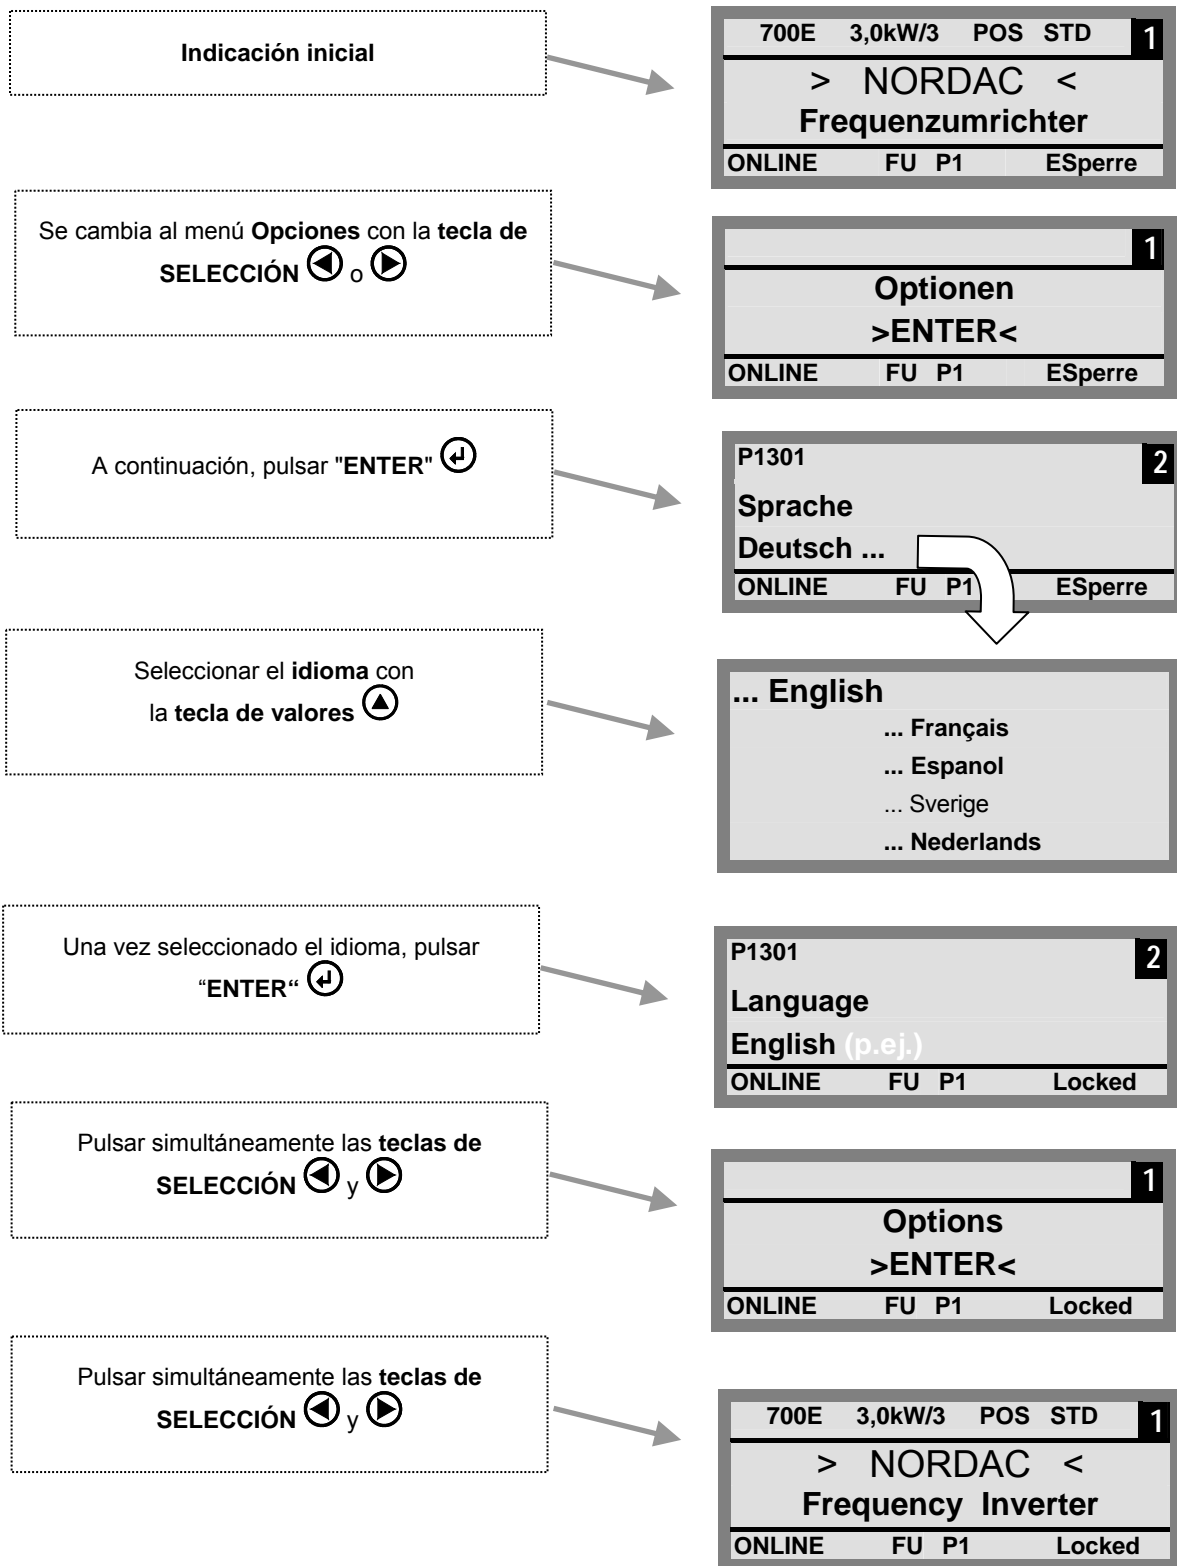 Indicación inicial
700E 3,0kW/3 POS STD 1
> NORDAC <
Frequenzumrichter
ONLINE FU P1 ESperre
Se cambia al menú Opciones con la tecla de
SELECCIÓN o
1
Optionen
>ENTER<
ONLINE FU P1 ESperre
A continuación, pulsar "ENTER"
P1301 2
Sprache
Deutsch ...
ONLINE FU P1 ESperre
Seleccionar el idioma con
la tecla de valores
... English
... Français
... Espanol
... Sverige
... Nederlands
Una vez seleccionado el idioma, pulsar
“ENTER“
P1301 2
Language
English (p.ej.)
ONLINE FU P1 Locked
Pulsar simultáneamente las teclas de
SELECCIÓN y
1
Options
>ENTER<
ONLINE FU P1 Locked
Pulsar simultáneamente las teclas de
SELECCIÓN y
700E 3,0kW/3 POS STD 1
> NORDAC <
Frequency Inverter
ONLINE FU P1 Locked